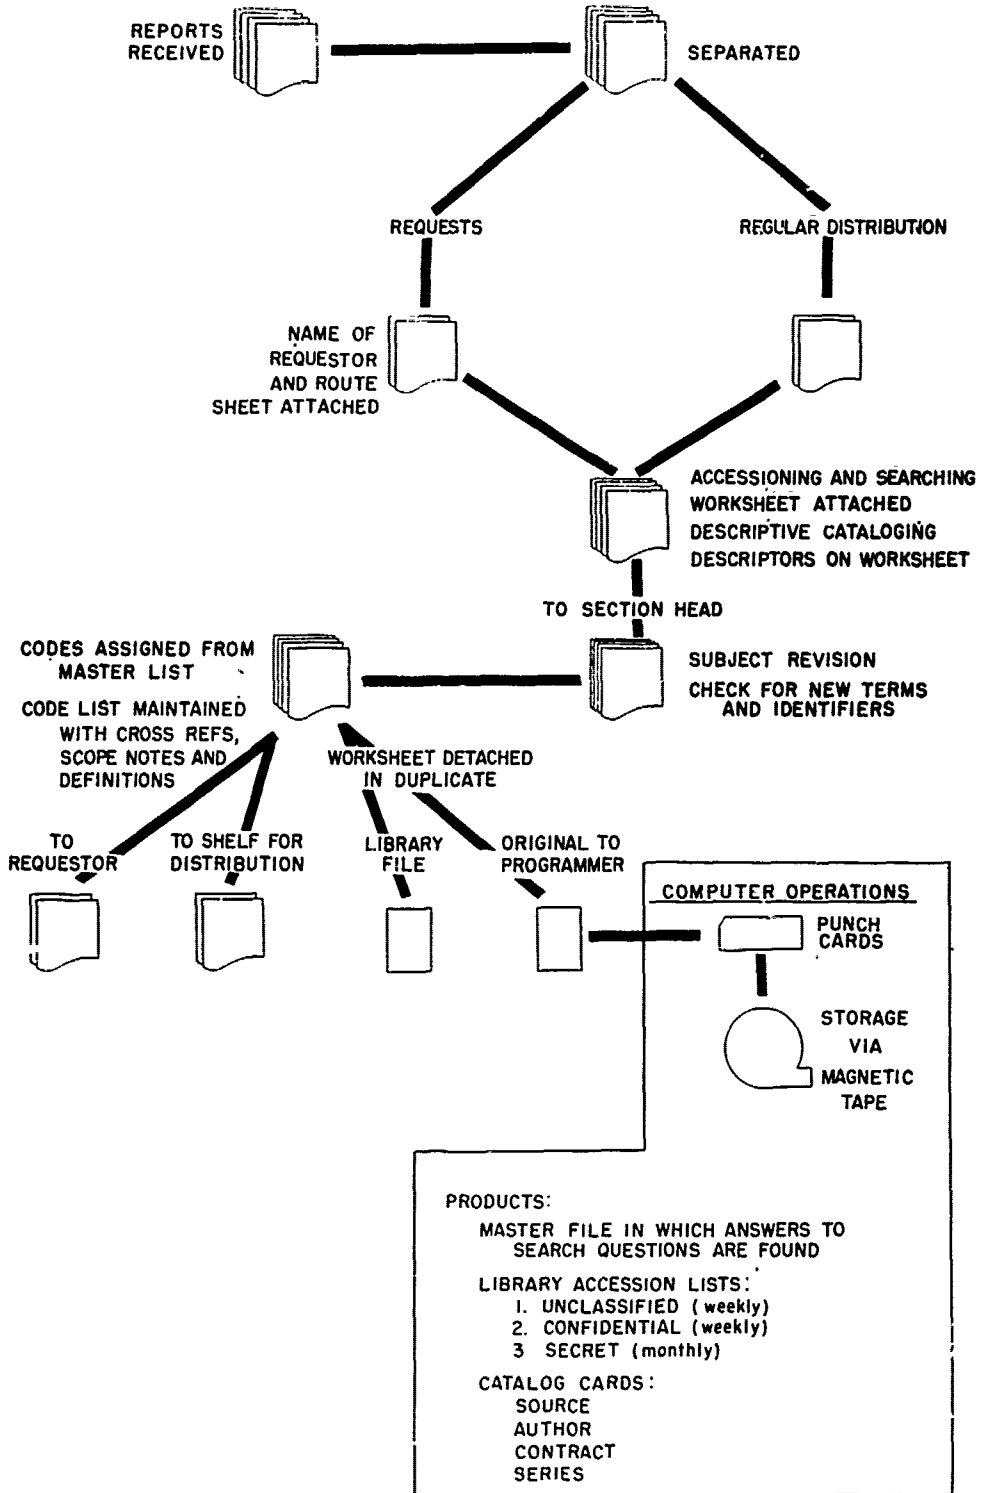 REPORTS
RECEIVED
SEPARATED
REQUESTS
REGULAR DISTRIBUTION
NAME OF
REQUESTOR
AND ROUTE
SHEET ATTACHED
ACCESSIONING AND SEARCHING
WORKSHEET ATTACHED
DESCRIPTIVE CATALOGING
DESCRIPTORS ON WORKSHEET
TO SECTION HEAD
CODES ASSIGNED FROM
MASTER LIST
CODE LIST MAINTAINED
WITH CROSS REFS,
SCOPE NOTES AND
DEFINITIONS
SUBJECT REVISION
CHECK FOR NEW TERMS
AND IDENTIFIERS
WORKSHEET DETACHED
IN DUPLICATE
TO
REQUESTOR
TO SHELF FOR
DISTRIBUTION
LIBRARY
FILE
ORIGINAL TO
PROGRAMMER
COMPUTER OPERATIONS
PUNCH
CARDS
STORAGE
VIA
MAGNETIC
TAPE
PRODUCTS:
MASTER FILE IN WHICH ANSWERS TO
SEARCH QUESTIONS ARE FOUND
LIBRARY ACCESSION LISTS:
1. UNCLASSIFIED (weekly)
2. CONFIDENTIAL (weekly)
3 SECRET (monthly)
CATALOG CARDS:
SOURCE
AUTHOR
CONTRACT
SERIES